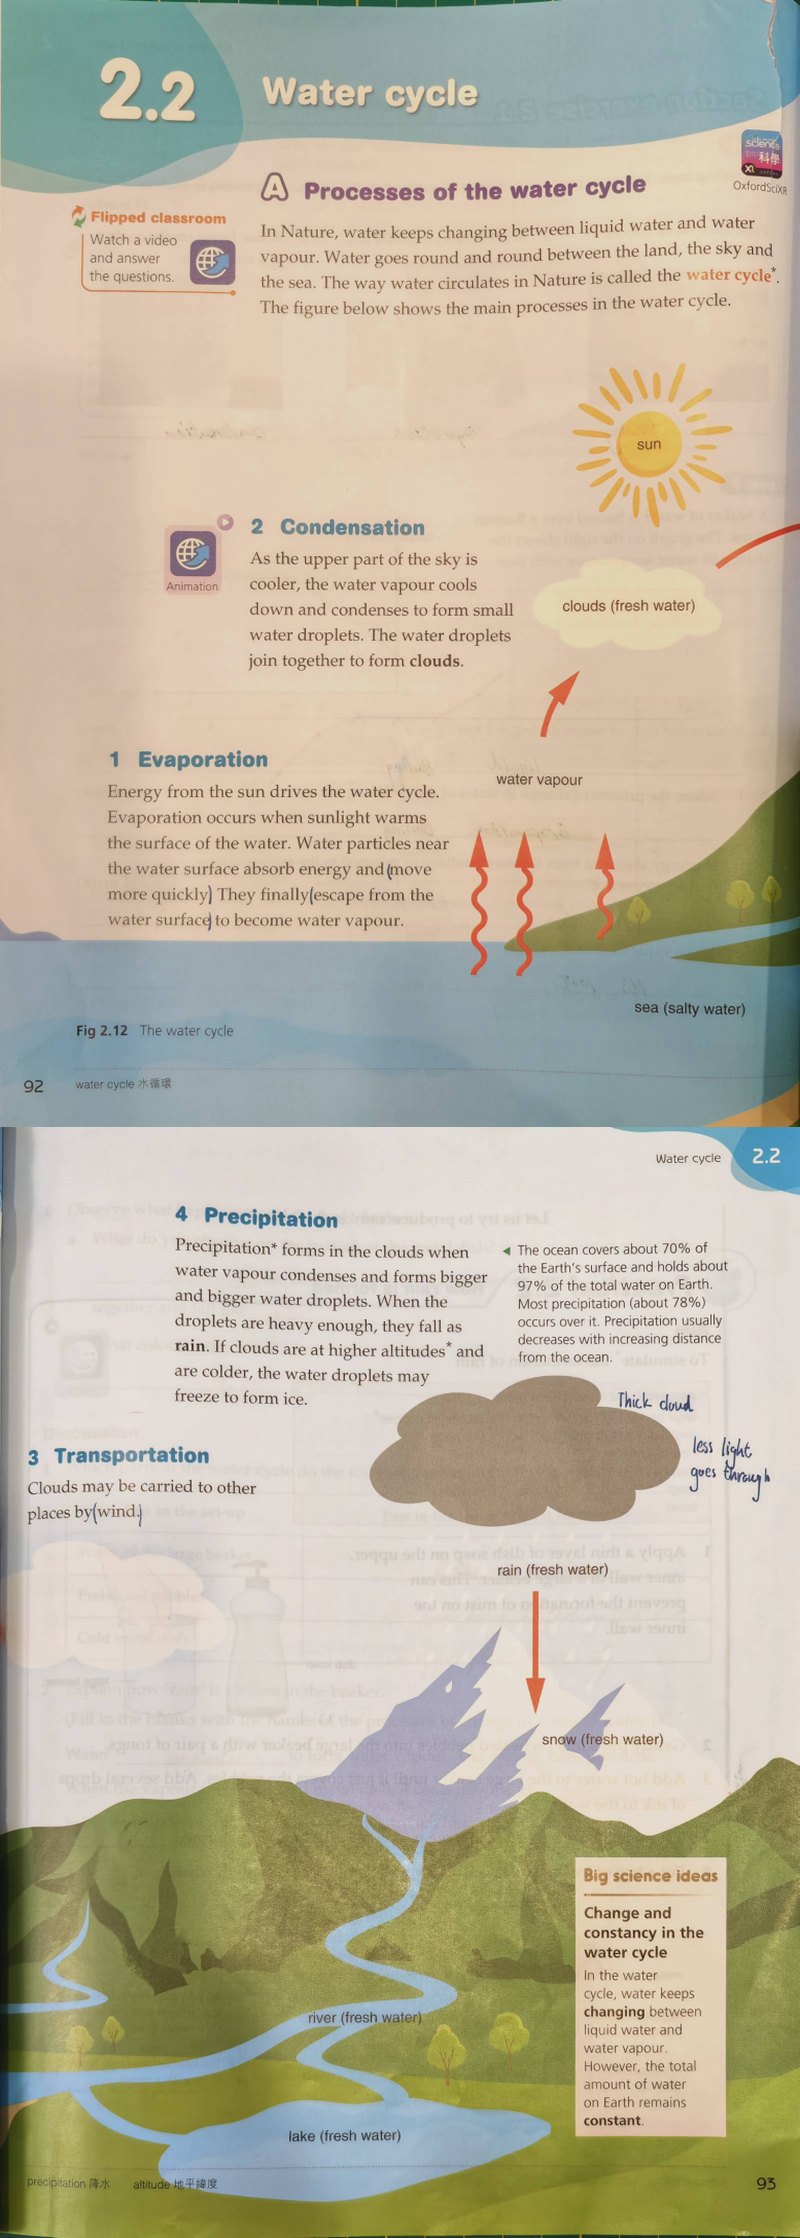 2.2
Water cycle
science
科學
OxfordSciXR
A Processes of the water cycle
Flipped classroom
Watch a video
and answer
the questions.
In Nature, water keeps changing between liquid water and water
vapour. Water goes round and round between the land, the sky and
the sea. The way water circulates in Nature is called the water cycle*.
The figure below shows the main processes in the water cycle.
sun
Animation
2 Condensation
As the upper part of the sky is
cooler, the water vapour cools
down and condenses to form small
water droplets. The water droplets
join together to form clouds.
clouds (fresh water)
water vapour
1 Evaporation
Energy from the sun drives the water cycle.
Evaporation occurs when sunlight warms
the surface of the water. Water particles near
the water surface absorb energy and (move
more quickly) They finally (escape from the
water surface) to become water vapour.
sea (salty water)
Fig 2.12 The water cycle
92
water cycle 水循環
Water cycle 2.2
4 Precipitation
Precipitation* forms in the clouds when
water vapour condenses and forms bigger
and bigger water droplets. When the
droplets are heavy enough, they fall as
rain. If clouds are at higher altitudes* and
are colder, the water droplets may
freeze to form ice.
The ocean covers about 70% of
the Earth's surface and holds about
97% of the total water on Earth.
Most precipitation (about 78%)
occurs over it. Precipitation usually
decreases with increasing distance
from the ocean.
Thick cloud
less light
goes through
3 Transportation
Clouds may be carried to other
places by (wind.)
rain (fresh water)
snow (fresh water)
Big science ideas
Change and
constancy in the
water cycle
In the water
cycle, water keeps
changing between
liquid water and
water vapour.
However, the total
amount of water
on Earth remains
constant.
river (fresh water)
lake (fresh water)
precipitation 降水 altitude 地平緯度
93